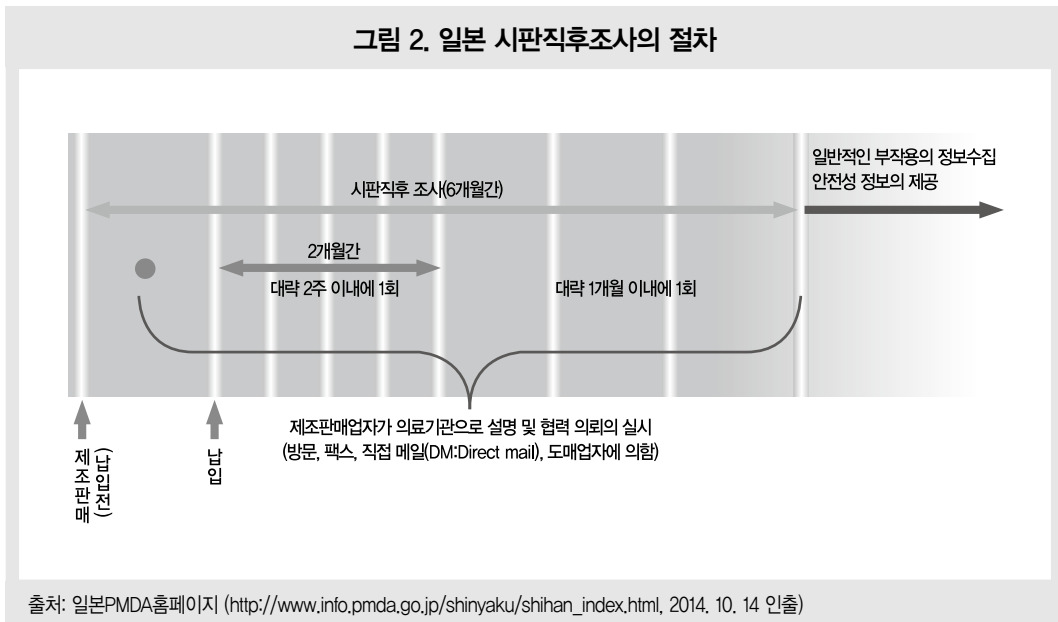 그림 2. 일본 시판직후조사의 절차
일반적인 부작용의 정보수집
안전성 정보의 제공
시판직후 조사(6개월간)
2개월간
대략 2주 이내에 1회
대략 1개월 이내에 1회
제조판매업자가 의료기관으로 설명 및 협력 의뢰의 실시
(방문, 팩스, 직접 메일(DM:Direct mail), 도매업자에 의함)
제조판매
(납입전)
납입
출처: 일본PMDA홈페이지 (http://www.info.pmda.go.jp/shinyaku/shihan_index.html, 2014. 10. 14 인출)